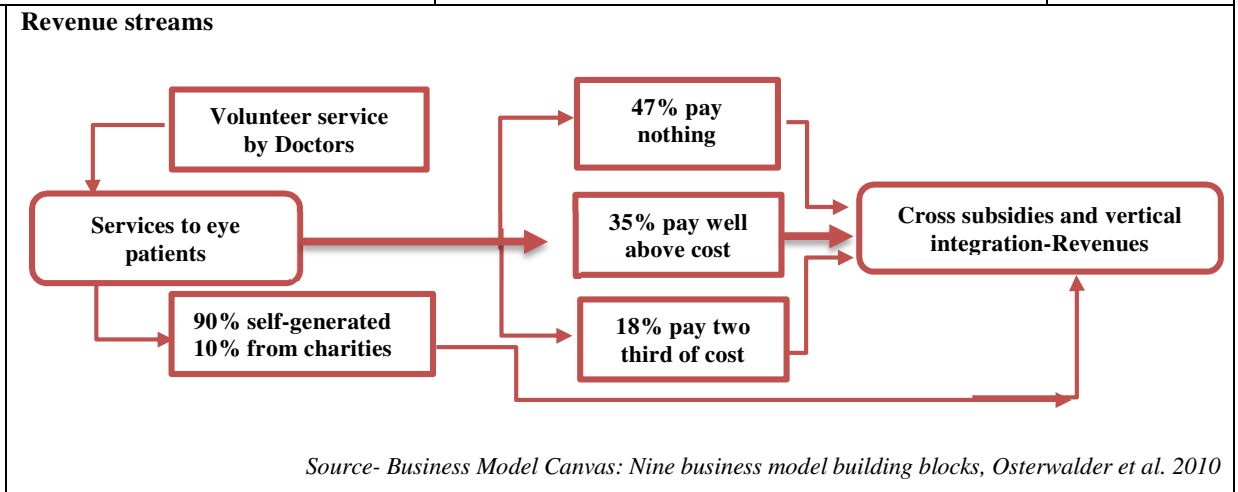 Revenue streams
Volunteer service
by Doctors
47% pay
nothing
Services to eye
patients
35% pay well
above cost
Cross subsidies and vertical
integration-Revenues
90% self-generated
10% from charities
18% pay two
third of cost
Source- Business Model Canvas: Nine business model building blocks, Osterwalder et al. 2010